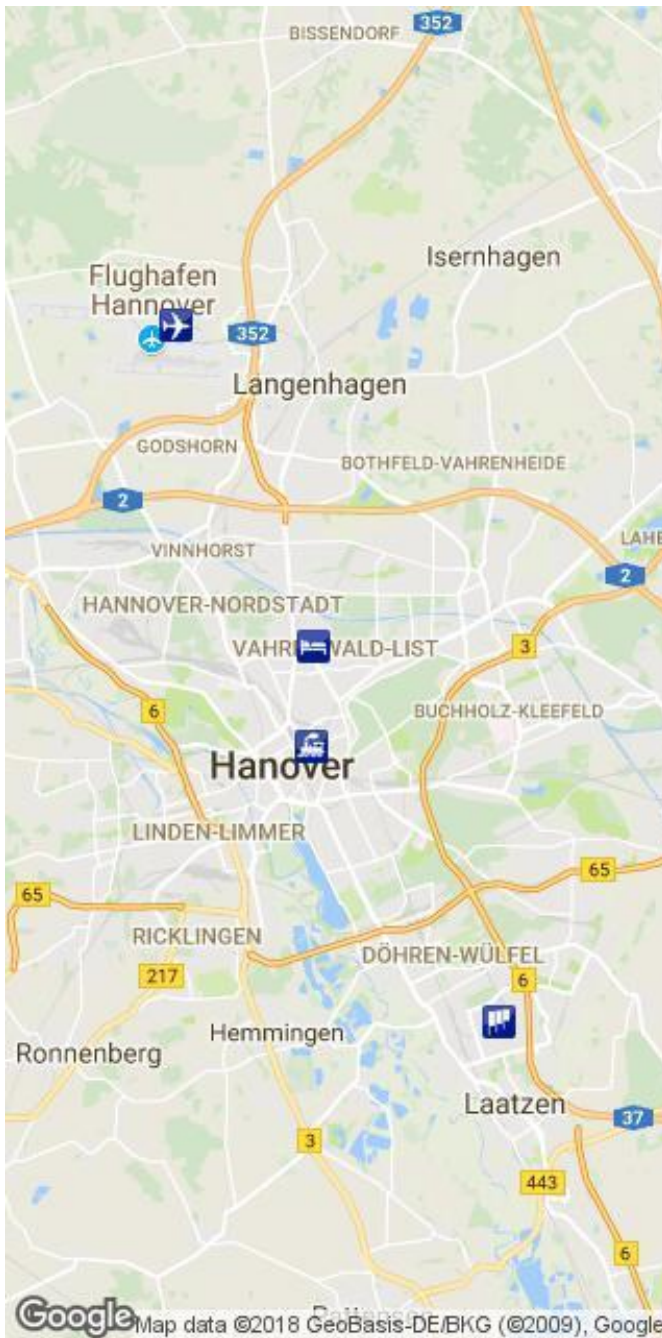 352
BISSENDORF
Isernhagen
Flughafen
Hannover
352
Langenhagen
GODSHORN
BOTHFELD-VAHRENHEIDE
2
LAHE
VINNHORST
2
HANNOVER-NORDSTADT
3
VAHR WALD-LIST
6
BUCHHOLZ-KLEEFELD
Hanover
LINDEN-LIMMER
65
65
RICKLINGEN
DÖHREN-WÜLFEL
217
6
Hemmingen
Ronnenberg
Laatzen
37
3
443
6
Google
Map data ©2018 GeoBasis-DE/BKG (©2009), Google